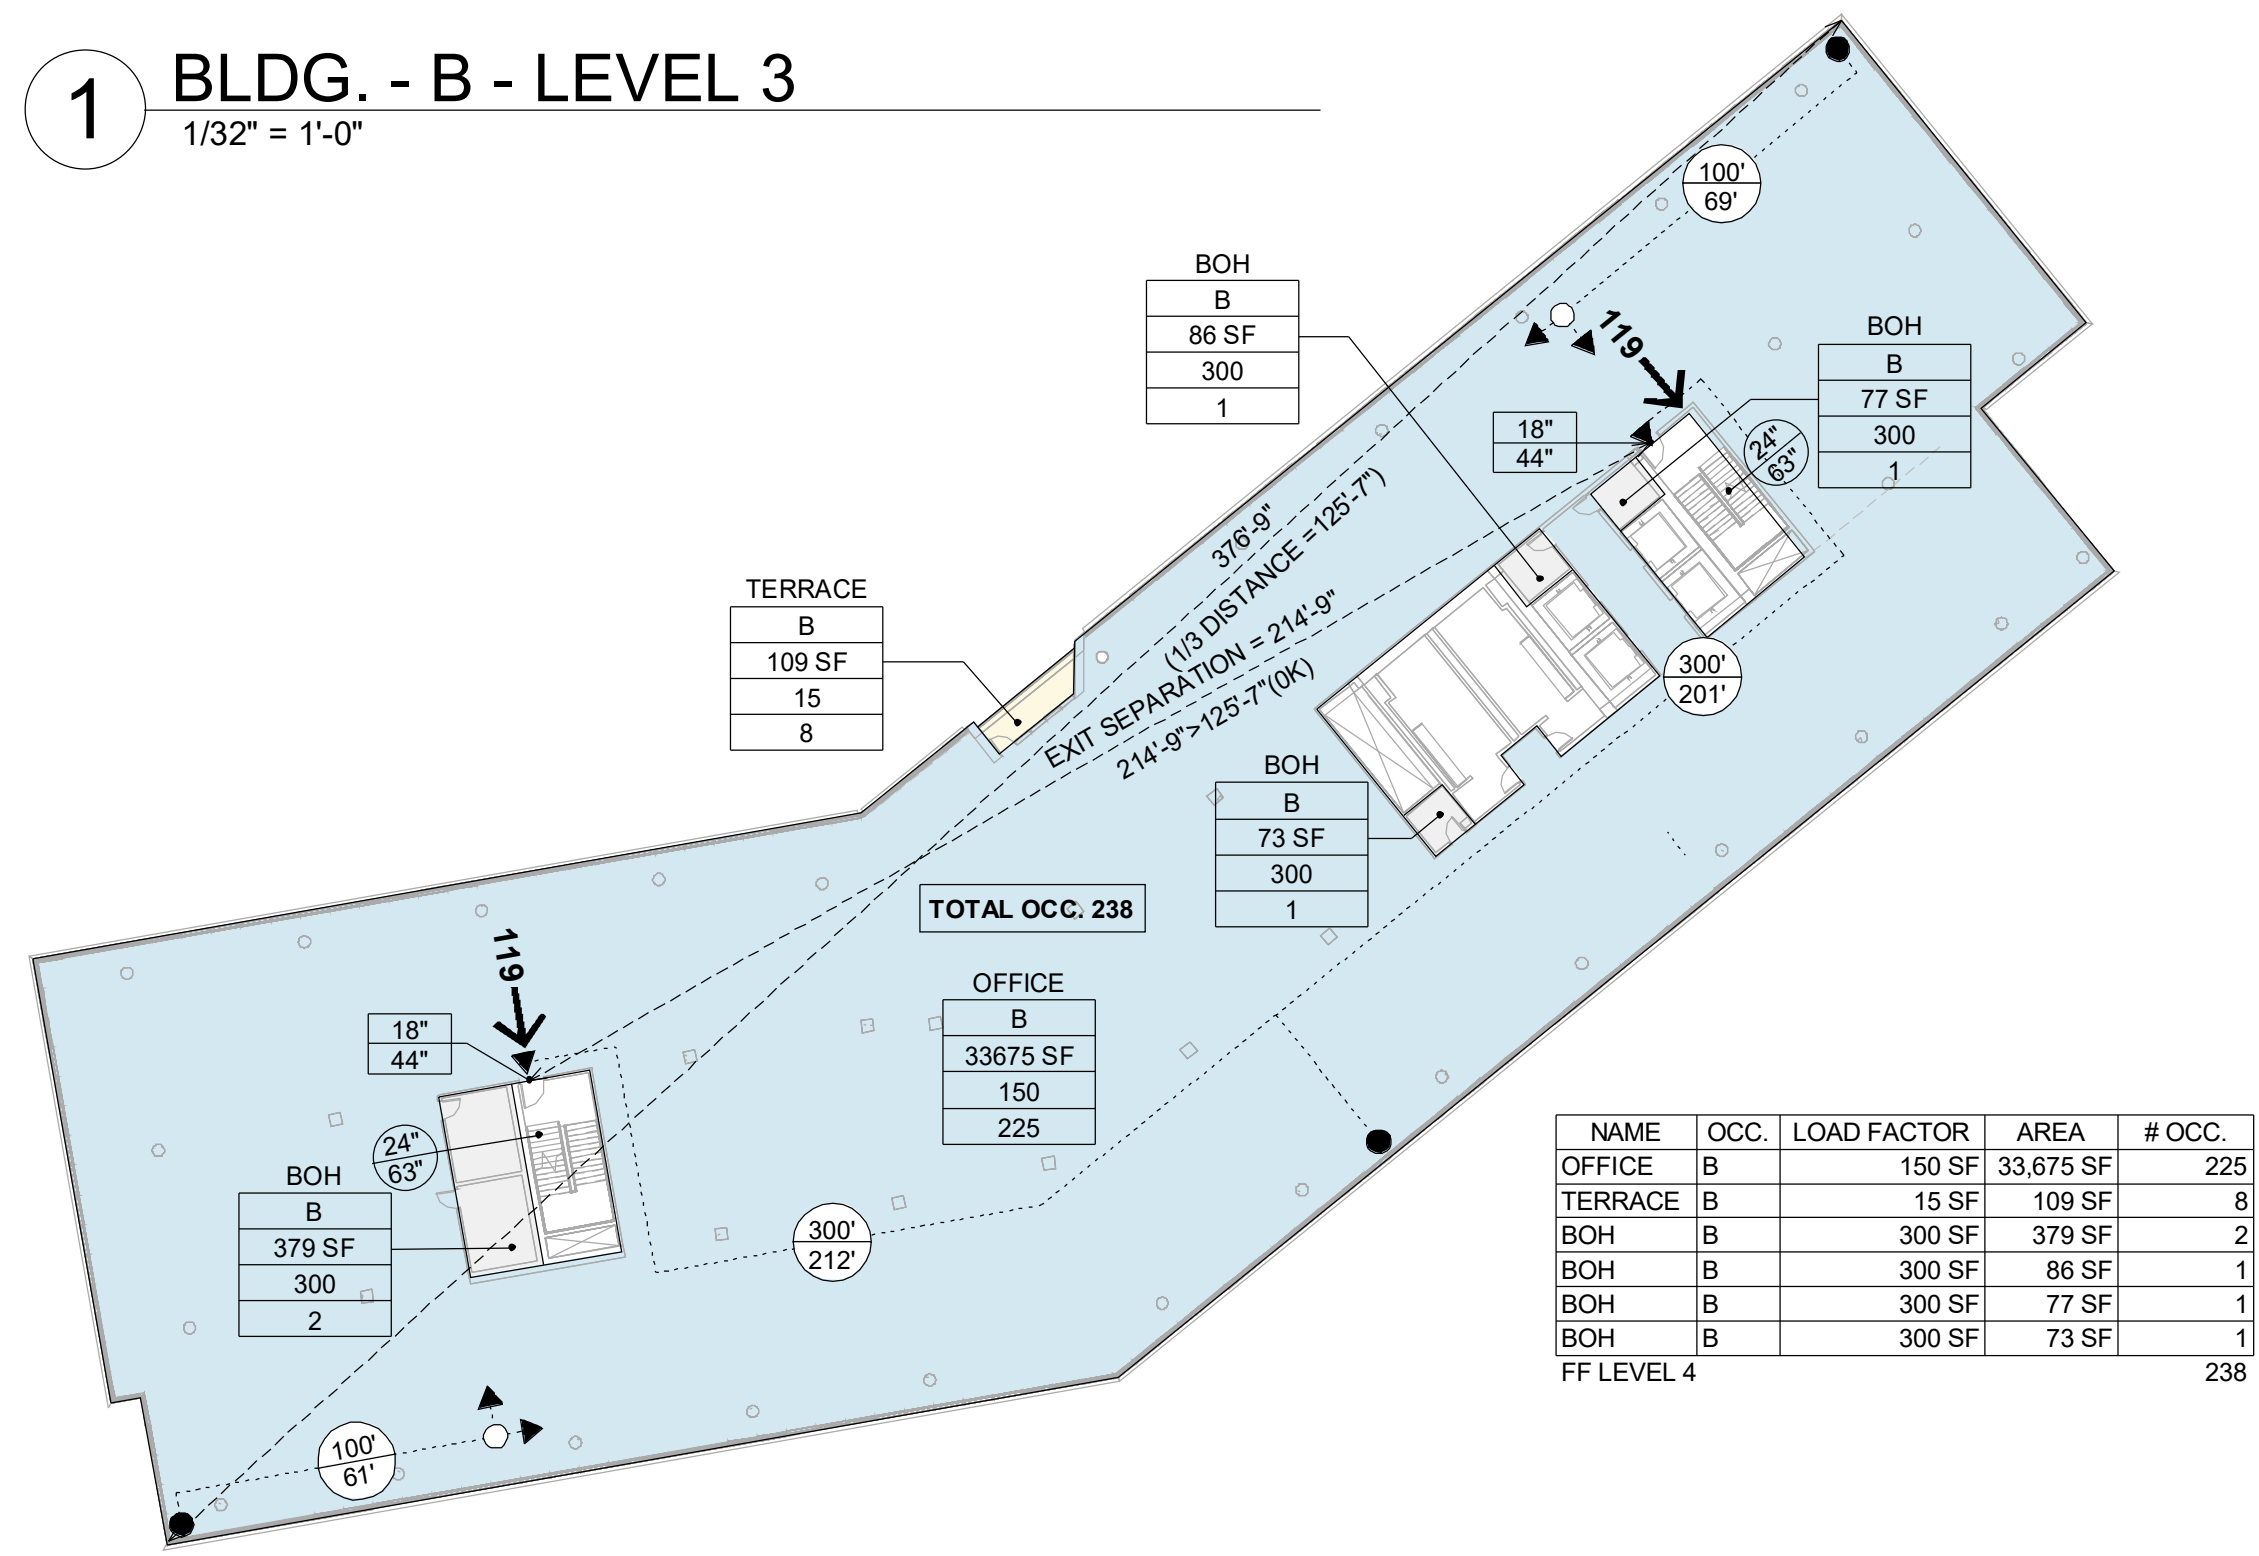 1
BLDG. - B - LEVEL 3
1/32" = 1'-0"
100'
69'
BOH
B
86 SF
300
1
119
BOH
B
77 SF
300
1
18"
44"
24"
63"
376'-9"
(1/3 DISTANCE =125'-7")
EXIT SEPARATION = 214'-9"
214'-9">125'-7"(0K)
TERRACE
B
109 SF
15
8
300'
201'
BOH
B
73 SF
300
1
TOTAL OCC. 238
119
OFFICE
B
33675 SF
150
225
18"
44"
24"
63"
BOH
B
379 SF
300
2
300'
212'
100'
61'
NAME OCC. LOAD FACTOR AREA # OCC.
OFFICE B 150 SF 33,675 SF 225
TERRACE B 15 SF 109 SF 8
BOH B 300 SF 379 SF 2
BOH B 300 SF 86 SF 1
BOH B 300 SF 77 SF 1
BOH B 300 SF 73 SF 1
FF LEVEL 4 238